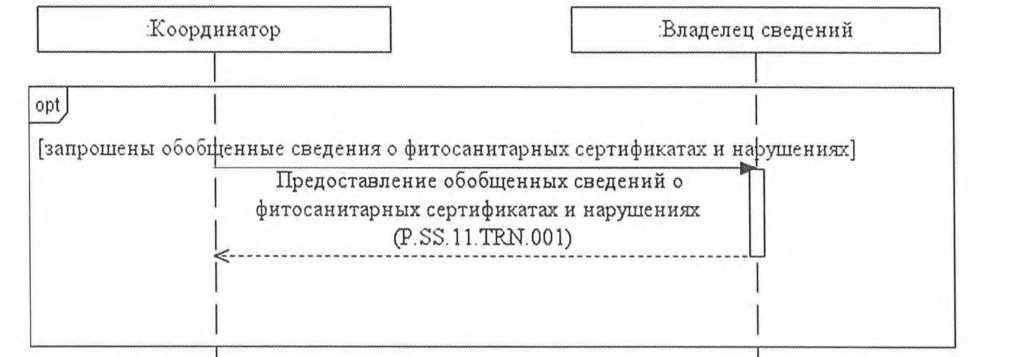 :Координатор
:Владелец сведений
opt
[запрошены обобщенные сведения о фитосанитарных сертификатах и нарушениях]
Предоставление обобщенных сведений о
фитосанитарных сертификатах и нарушениях
(P.SS.11.TRN.001)